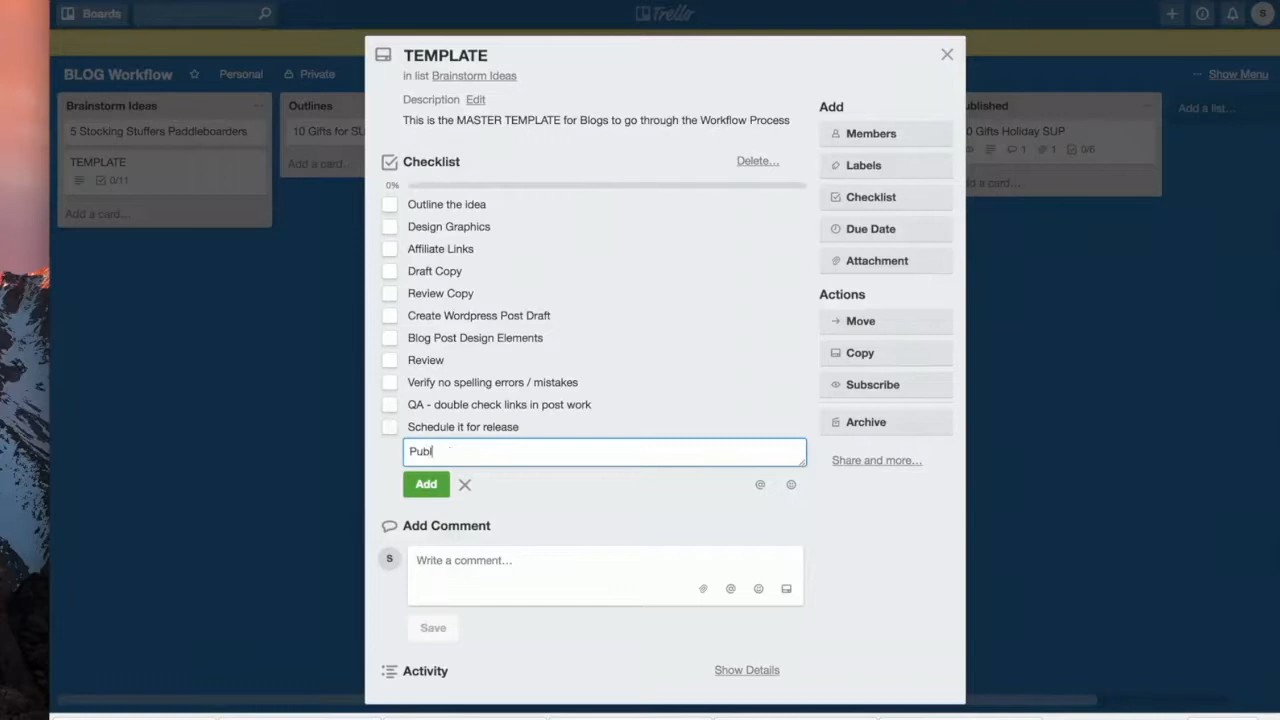 Boards
Trello
S
BLOG Workflow
Personal
Private
Show Menu
Brainstorm Ideas
5 Stocking Stuffers Paddleboarders
TEMPLATE
0/11
Add a card…
Outlines
10 Gifts for SU
Add a card…
TEMPLATE
in list Brainstorm Ideas
Description Edit
This is the MASTER TEMPLATE for Blogs to go through the Workflow Process
Checklist
Delete…
0%
Outline the idea
Design Graphics
Affiliate Links
Draft Copy
Review Copy
Create Wordpress Post Draft
Blog Post Design Elements
Review
Verify no spelling errors / mistakes
QA - double check links in post work
Schedule it for release
Publ
Add
Add Comment
S
Write a comment…
Save
Activity
Show Details
Add
Members
Labels
Checklist
Due Date
Attachment
Actions
Move
Copy
Subscribe
Archive
Share and more…
ublished
0 Gifts Holiday SUP
1
1
0/6
d a card…
Add a list…